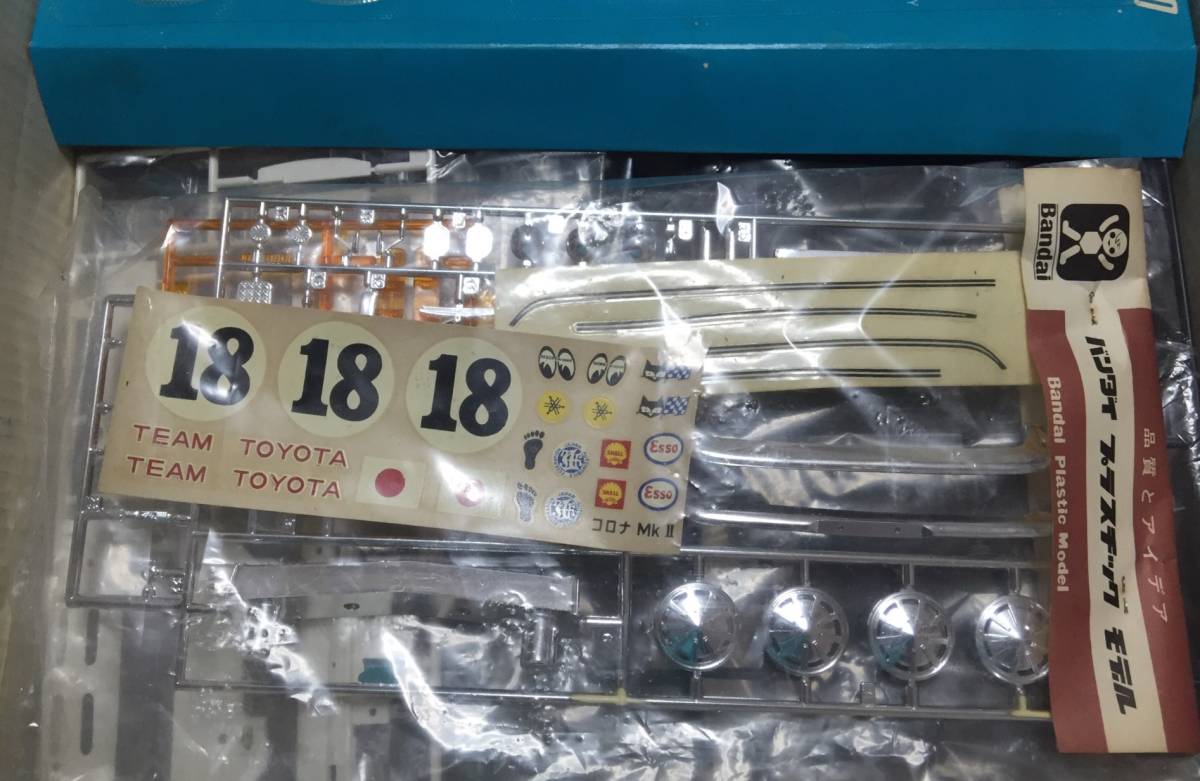 18 18 18
TEAM TOYOTA
TEAM TOYOTA
SHELL Esso
SHELL Esso
コロナ Mk II
Bandai
バンダイ プラスチック モデル
Bandai Plastic Model
品質とアイデア